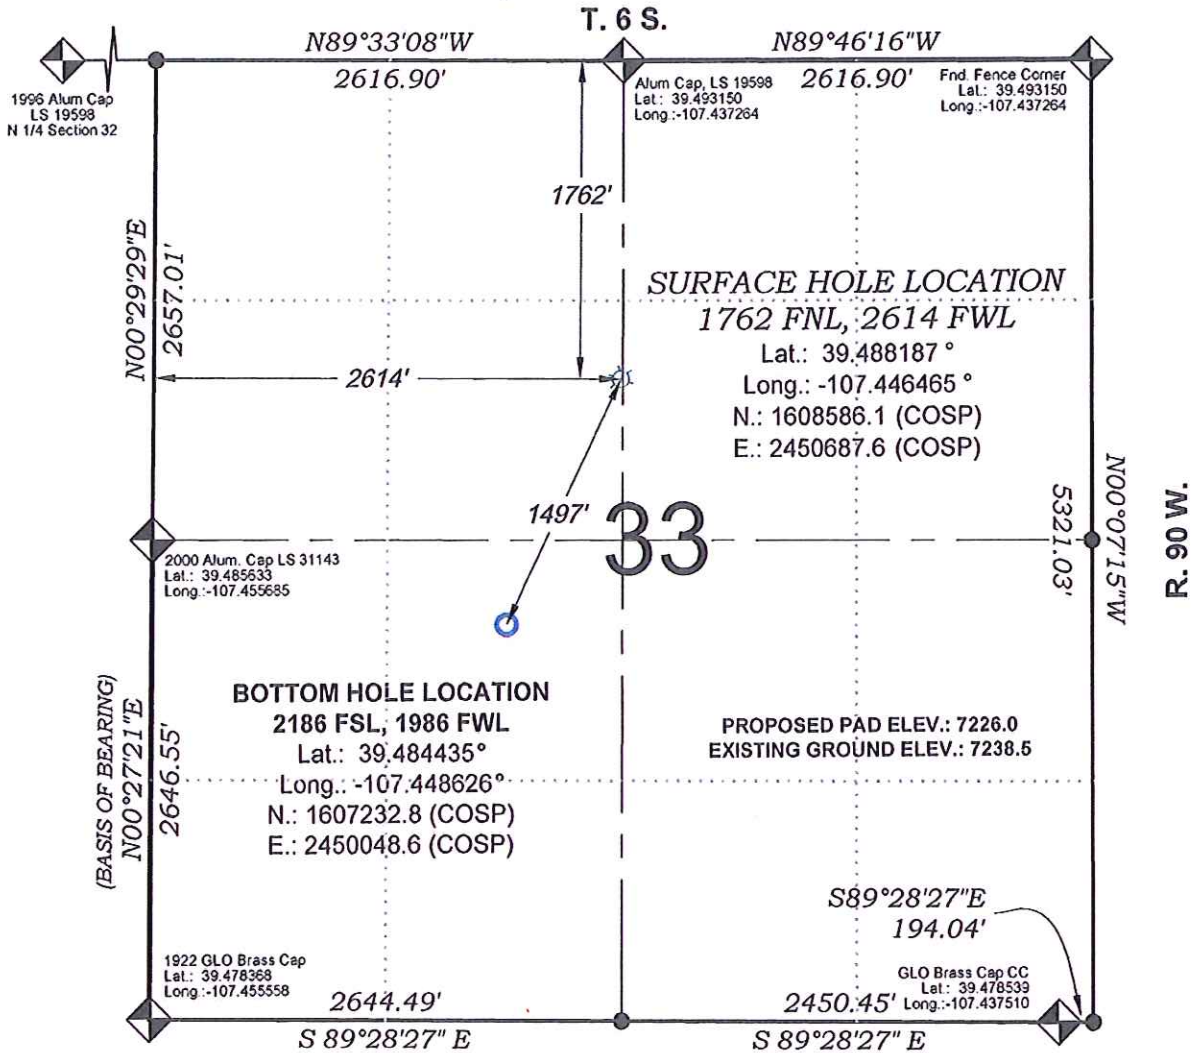 T. 6 S.
N89°33'08"W
N89°46'16"W
2616.90'
2616.90'
1996 Alum Cap
LS 19598
N 1/4 Section 32
Alum Cap, LS 19598
Lat.: 39.493150
Long.:-107.437264
Fnd. Fence Corner
Lat.: 39.493150
Long.:-107.437264
1762'
N00°29'29"E
2657.01'
SURFACE HOLE LOCATION
1762 FNL, 2614 FWL
Lat.: 39.488187 °
Long.: -107.446465 °
N.: 1608586.1 (COSP)
E.: 2450687.6 (COSP)
2614'
1497'
33
5321.03'
N00°07'15"W
R. 90 W.
2000 Alum. Cap LS 31143
Lat.: 39.485633
Long.:-107.455685
BOTTOM HOLE LOCATION
2186 FSL, 1986 FWL
Lat.: 39.484435°
Long.: -107.448626°
N.: 1607232.8 (COSP)
E.: 2450048.6 (COSP)
PROPOSED PAD ELEV.: 7226.0
EXISTING GROUND ELEV.: 7238.5
(BASIS OF BEARING)
N00°27'21"E
2646.55'
S89°28'27"E
194.04'
1922 GLO Brass Cap
Lat.: 39.478368
Long.:-107.455558
GLO Brass Cap CC
Lat.: 39.478539
Long.:-107.437510
2644.49'
2450.45'
S 89°28'27" E
S 89°28'27" E